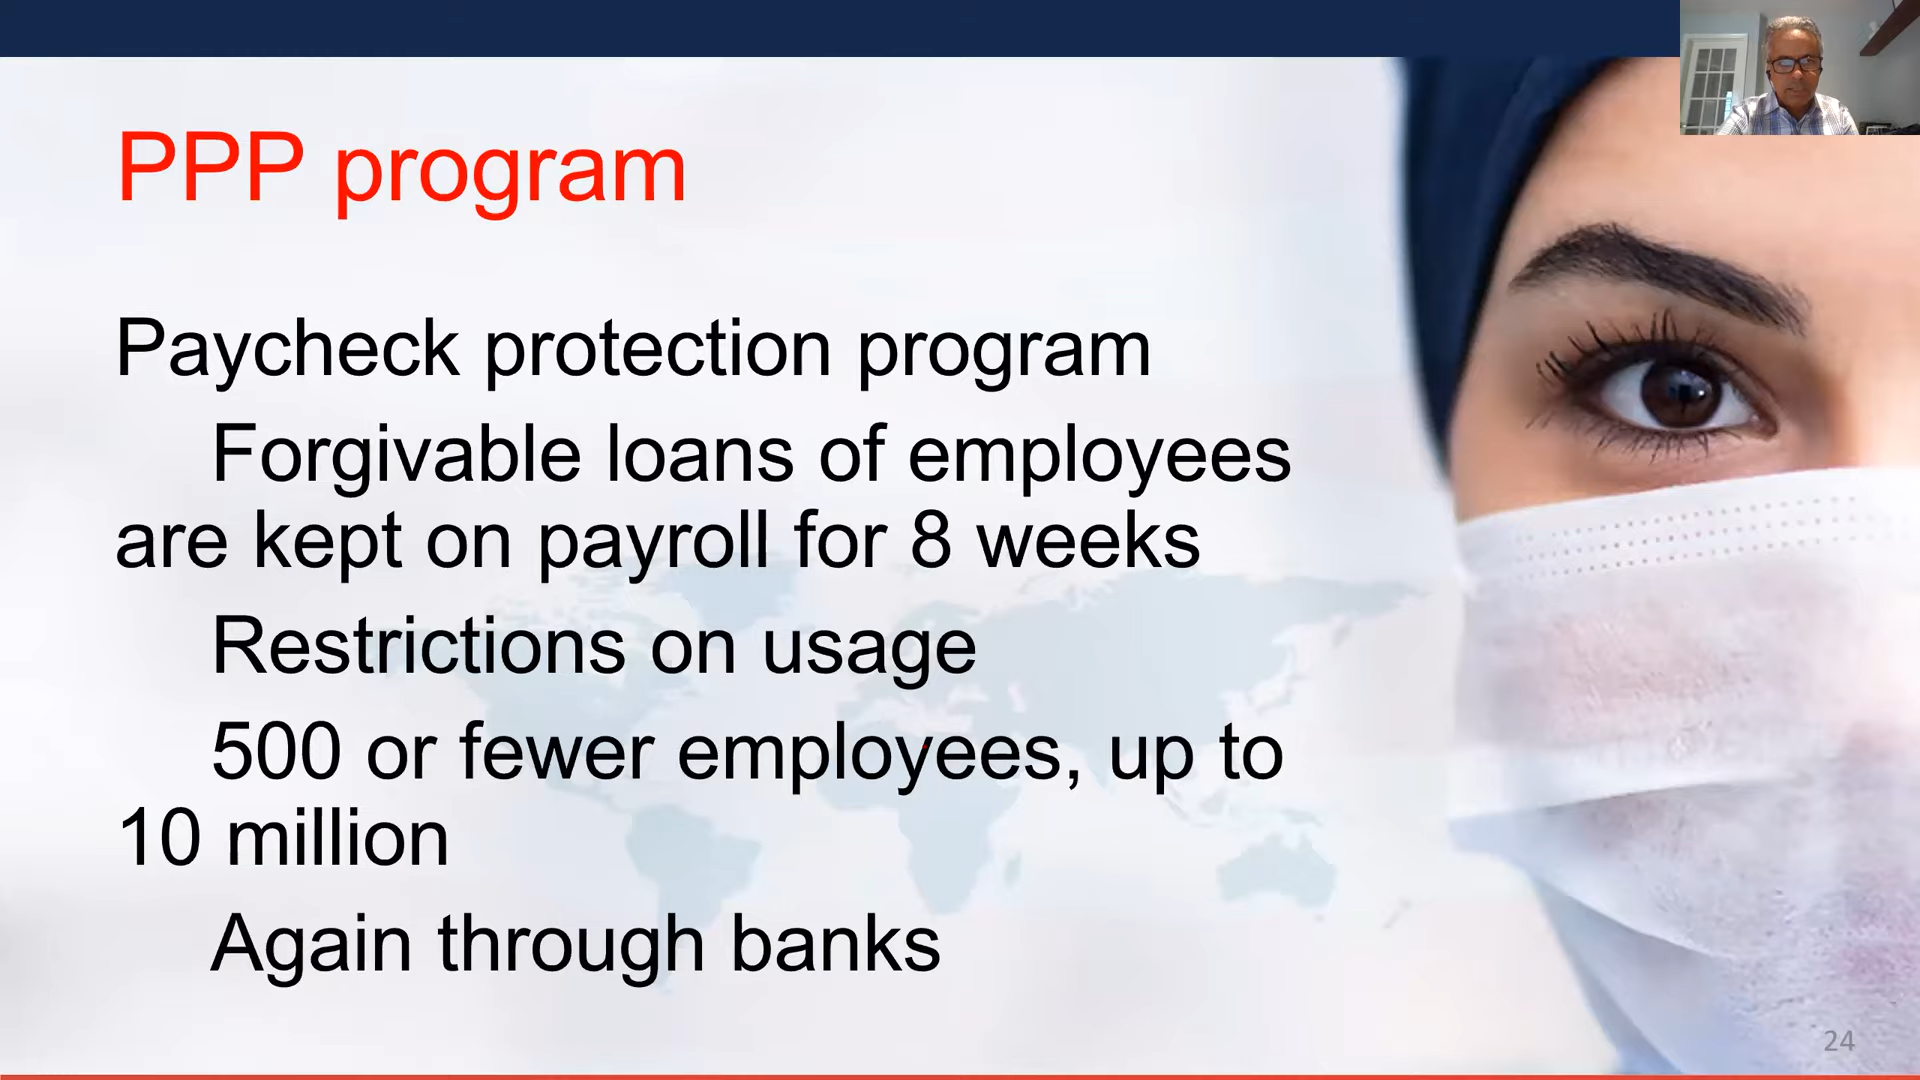 PPP program
Paycheck protection program
Forgivable loans of employees
are kept on payroll for 8 weeks
Restrictions on usage
500 or fewer employees, up to
10 million
Again through banks
24